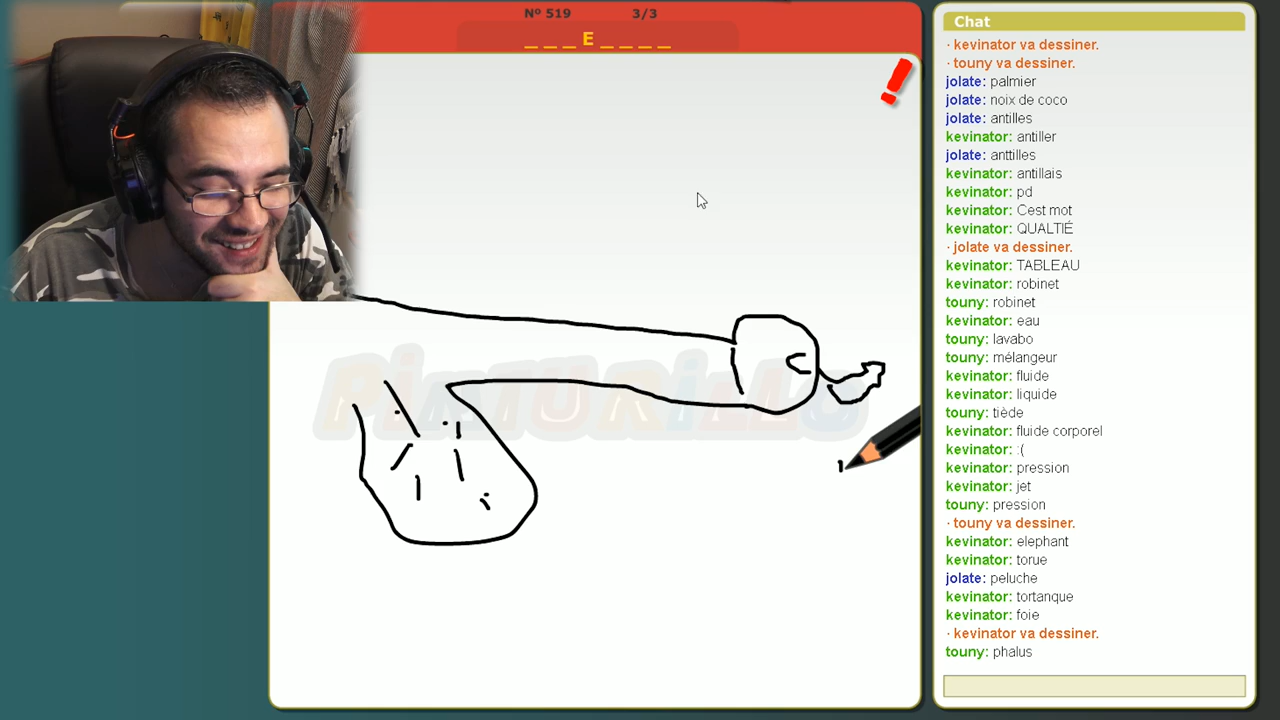 Nº 519 3/3
_ _ _ E _ _ _ _
PiNTURiLLO
Chat
· kevinator va dessiner.
· touny va dessiner.
jolate: palmier
jolate: noix de coco
jolate: antilles
kevinator: antiller
jolate: anttilles
kevinator: antillais
kevinator: pd
kevinator: Cest mot
kevinator: QUALTIÉ
· jolate va dessiner.
kevinator: TABLEAU
kevinator: robinet
touny: robinet
kevinator: eau
touny: lavabo
touny: mélangeur
kevinator: fluide
kevinator: liquide
touny: tiède
kevinator: fluide corporel
kevinator: :(
kevinator: pression
kevinator: jet
touny: pression
· touny va dessiner.
kevinator: elephant
kevinator: torue
jolate: peluche
kevinator: tortanque
kevinator: foie
· kevinator va dessiner.
touny: phalus